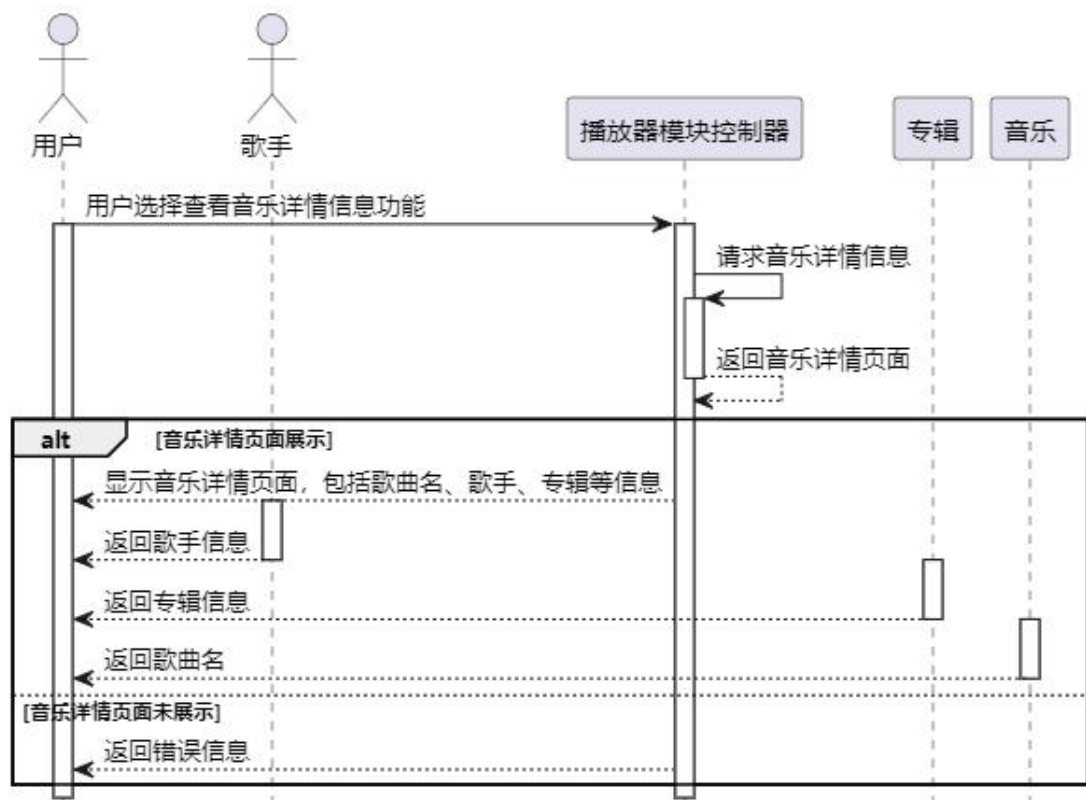 用户
歌手
播放器模块控制器
专辑
音乐
用户选择查看音乐详情信息功能
请求音乐详情信息
返回音乐详情页面
alt
[音乐详情页面展示]
显示音乐详情页面，包括歌曲名、歌手、专辑等信息
返回歌手信息
返回专辑信息
返回歌曲名
[音乐详情页面未展示]
返回错误信息